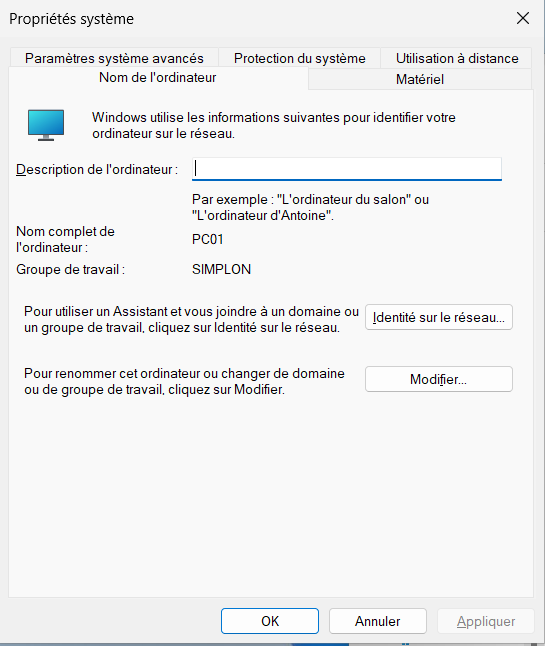 Propriétés système
Paramètres système avancés
Protection du système
Utilisation à distance
Nom de l'ordinateur
Matériel
Windows utilise les informations suivantes pour identifier votre
ordinateur sur le réseau.
Description de l'ordinateur :
Par exemple : "L'ordinateur du salon" ou
"L'ordinateur d'Antoine".
Nom complet de
l'ordinateur :
PC01
Groupe de travail :
SIMPLON
Pour utiliser un Assistant et vous joindre à un domaine ou
un groupe de travail, cliquez sur Identité sur le réseau.
Identité sur le réseau...
Pour renommer cet ordinateur ou changer de domaine
ou de groupe de travail, cliquez sur Modifier.
Modifier...
OK
Annuler
Appliquer